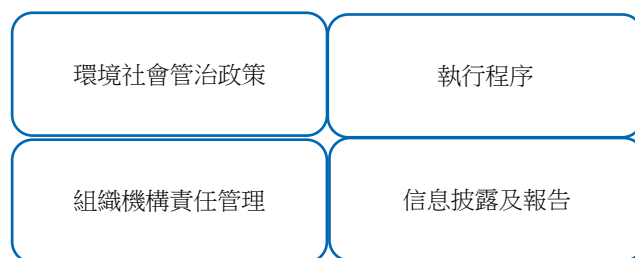 環境社會管治政策
執行程序
組織機構責任管理
信息披露及報告